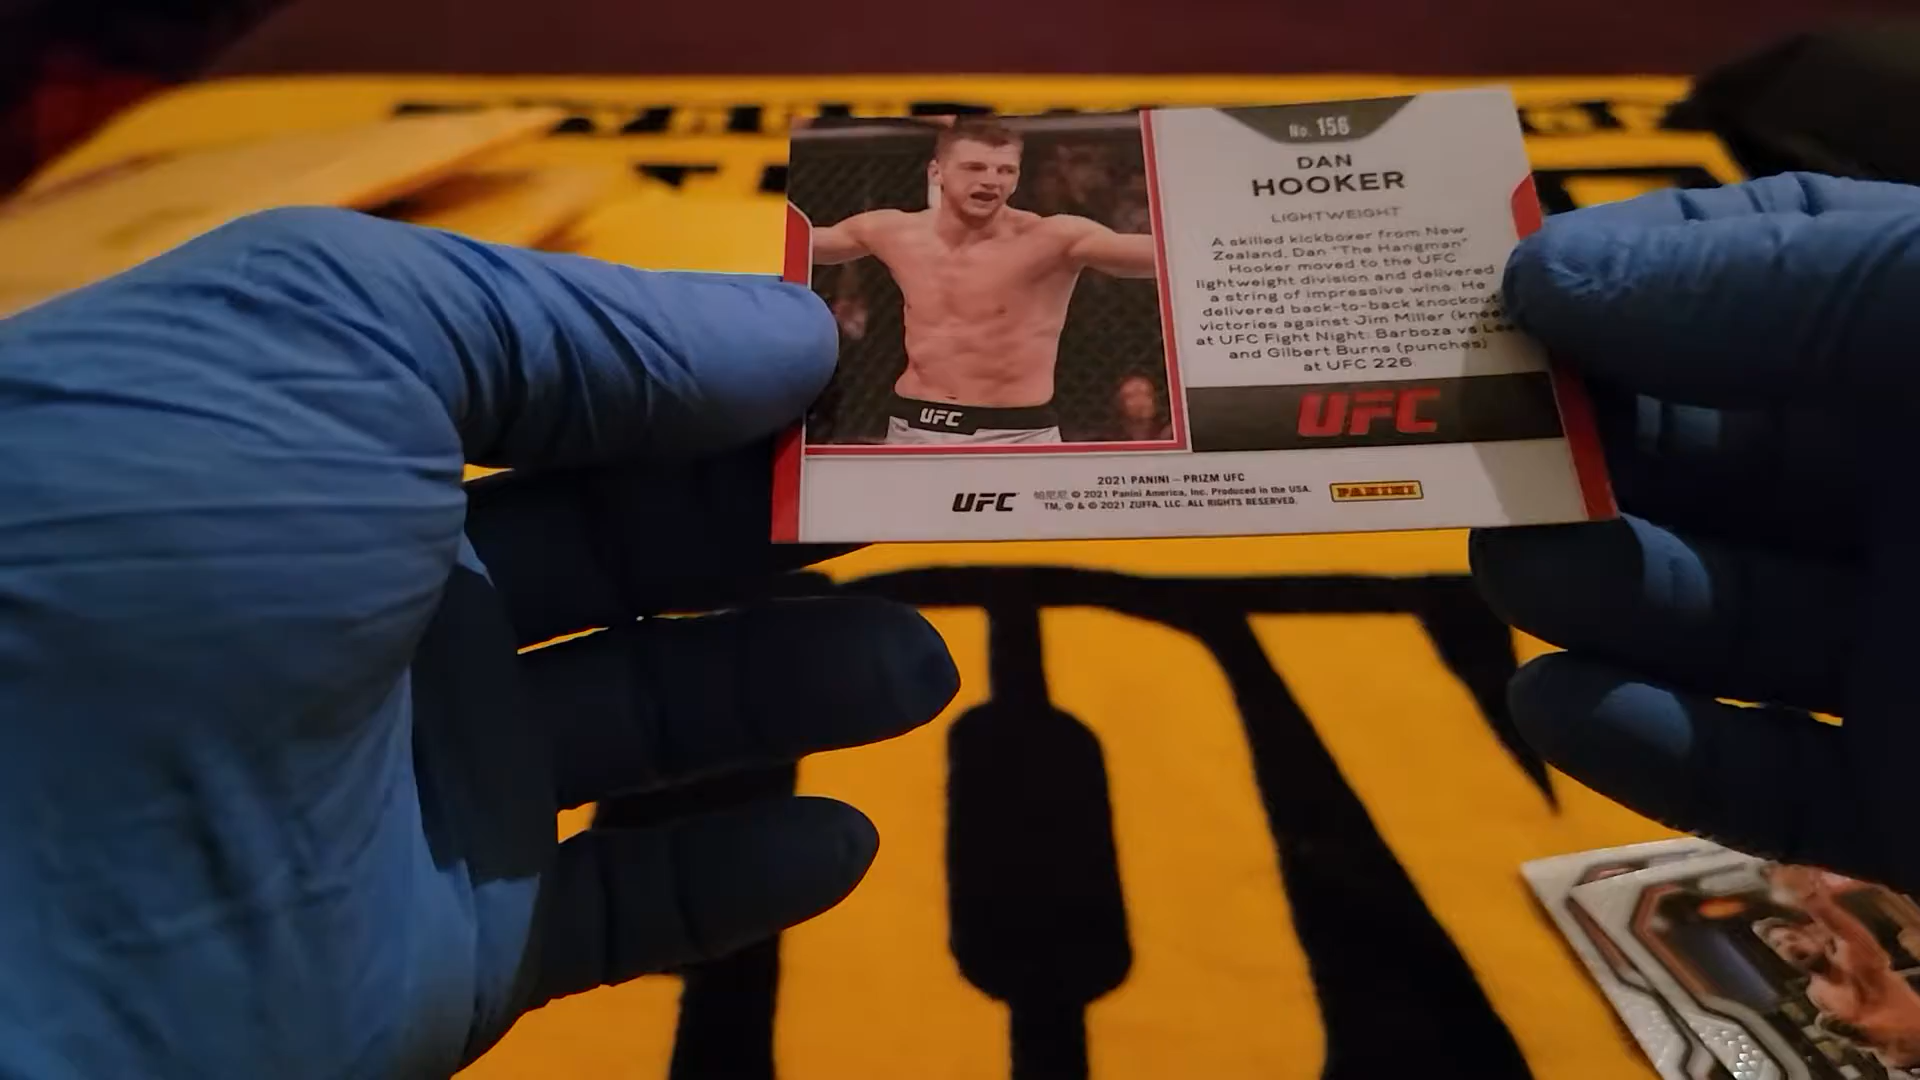 No. 156
DAN
HOOKER
LIGHTWEIGHT
A skilled kickboxer from New
Zealand, Dan "The Hangman"
Hooker moved to the UFC
lightweight division and delivered
a string of impressive wins. He
delivered back-to-back knockout
victories against Jim Miller (knee)
at UFC Fight Night: Barboza vs Lee
and Gilbert Burns (punches)
at UFC 226.
UFC
UFC
2021 PANINI – PRIZM UFC
UFC
帕尼尼 © 2021 Panini America, Inc. Produced in the USA.
TM, ® & © 2021 ZUFFA, LLC. ALL RIGHTS RESERVED.
PANINI